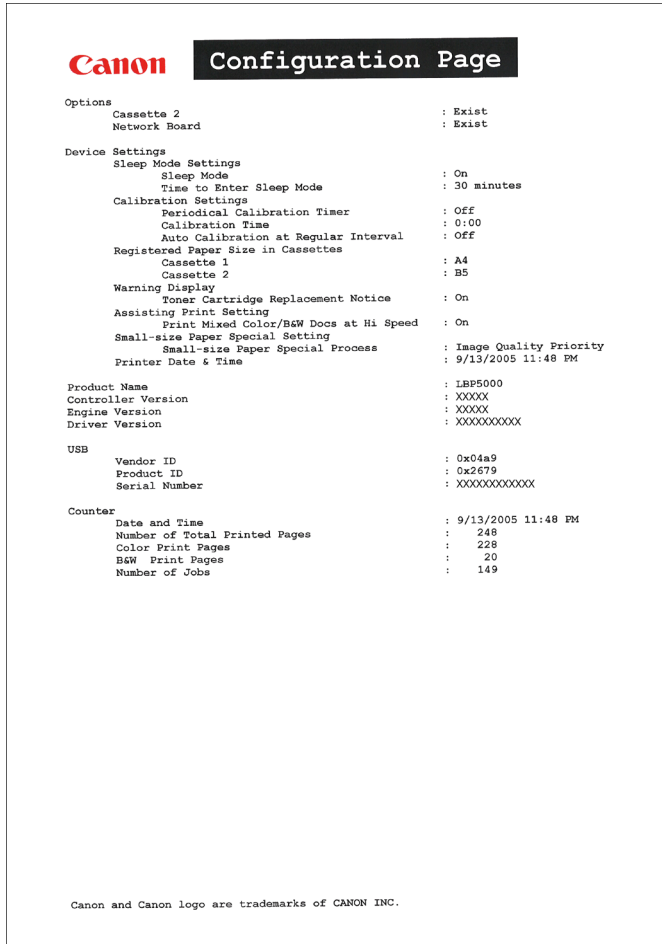 Canon Configuration Page
Options
Cassette 2 : Exist
Network Board : Exist
Device Settings
Sleep Mode Settings
Sleep Mode : On
Time to Enter Sleep Mode : 30 minutes
Calibration Settings
Periodical Calibration Timer : Off
Calibration Time : 0:00
Auto Calibration at Regular Interval : Off
Registered Paper Size in Cassettes
Cassette 1 : A4
Cassette 2 : B5
Warning Display
Toner Cartridge Replacement Notice : On
Assisting Print Setting
Print Mixed Color/B&W Docs at Hi Speed : On
Small-size Paper Special Setting
Small-size Paper Special Process : Image Quality Priority
Printer Date & Time : 9/13/2005 11:48 PM
Product Name : LBP5000
Controller Version : XXXXX
Engine Version : XXXXX
Driver Version : XXXXXXXXXX
USB
Vendor ID : 0x04a9
Product ID : 0x2679
Serial Number : XXXXXXXXXXXX
Counter
Date and Time : 9/13/2005 11:48 PM
Number of Total Printed Pages : 248
Color Print Pages : 228
B&W Print Pages : 20
Number of Jobs : 149
Canon and Canon logo are trademarks of CANON INC.